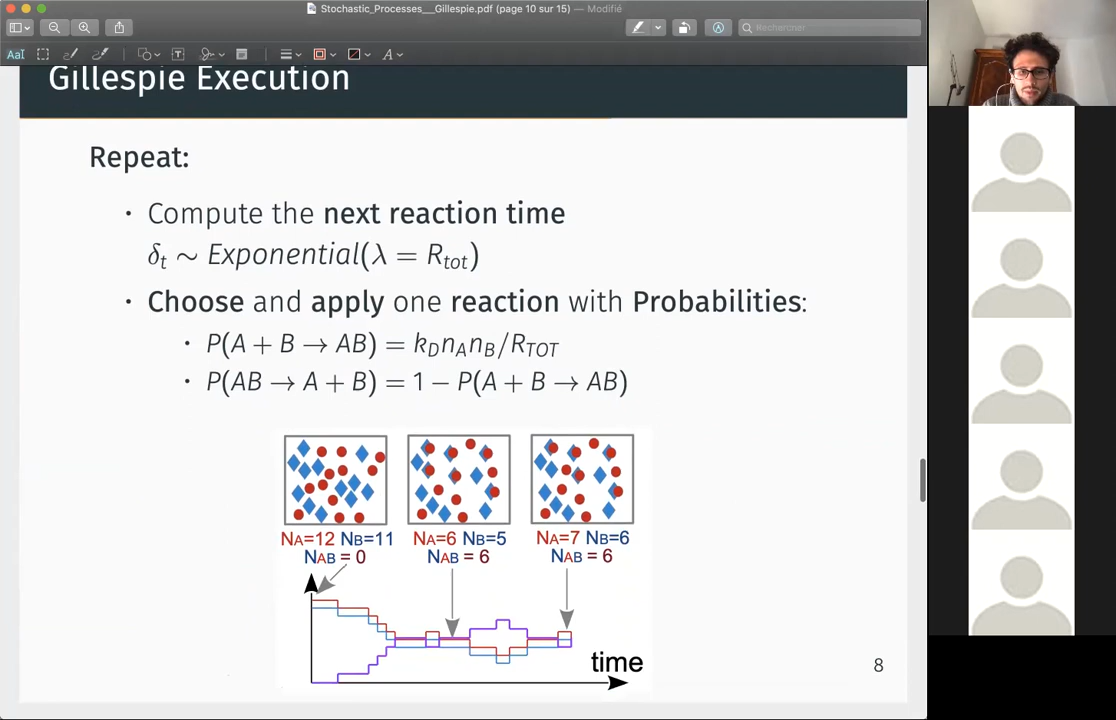 Stochastic_Processes__Gillespie.pdf (page 10 sur 15) — Modifié
Rechercher
AaI
A
Gillespie Execution
Repeat:
• Compute the next reaction time
δt ∼ Exponential(λ = Rtot)
• Choose and apply one reaction with Probabilities:
• P(A + B → AB) = kDnAnB/RTOT
• P(AB → A + B) = 1 − P(A + B → AB)
NA=12 NB=11
NAB = 0
NA=6 NB=5
NAB = 6
NA=7 NB=6
NAB = 6
time
8